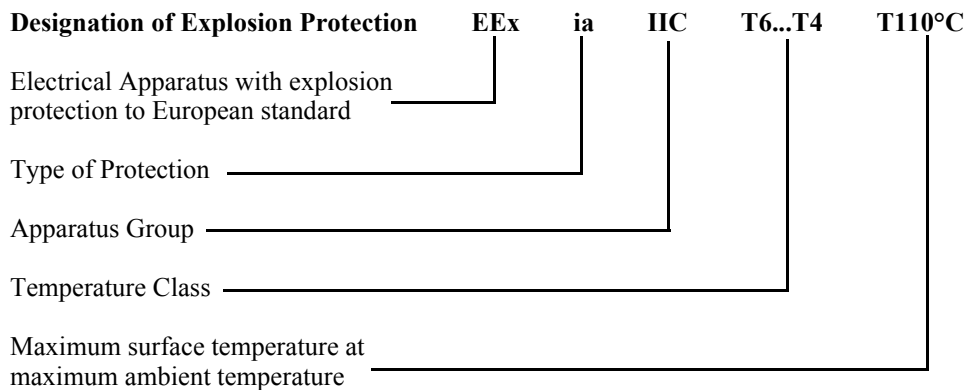 Designation of Explosion Protection EEx ia IIC T6...T4 T110°C
Electrical Apparatus with explosion
protection to European standard
Type of Protection
Apparatus Group
Temperature Class
Maximum surface temperature at
maximum ambient temperature